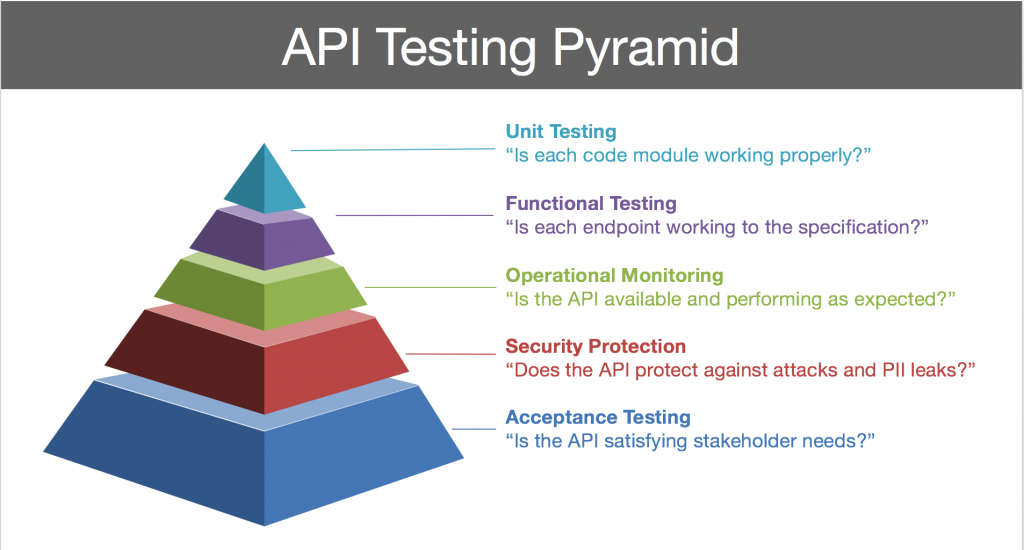 API Testing Pyramid
Unit Testing
“Is each code module working properly?”
Functional Testing
“Is each endpoint working to the specification?”
Operational Monitoring
“Is the API available and performing as expected?”
Security Protection
“Does the API protect against attacks and PII leaks?”
Acceptance Testing
“Is the API satisfying stakeholder needs?”